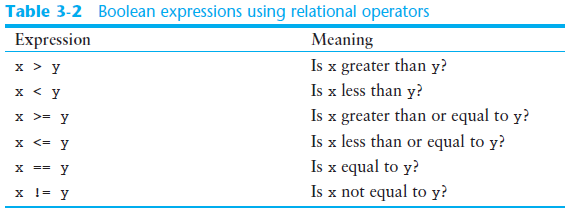 Table 3-2 Boolean expressions using relational operators
Expression Meaning
x > y Is x greater than y?
x < y Is x less than y?
x >= y Is x greater than or equal to y?
x <= y Is x less than or equal to y?
x == y Is x equal to y?
x != y Is x not equal to y?